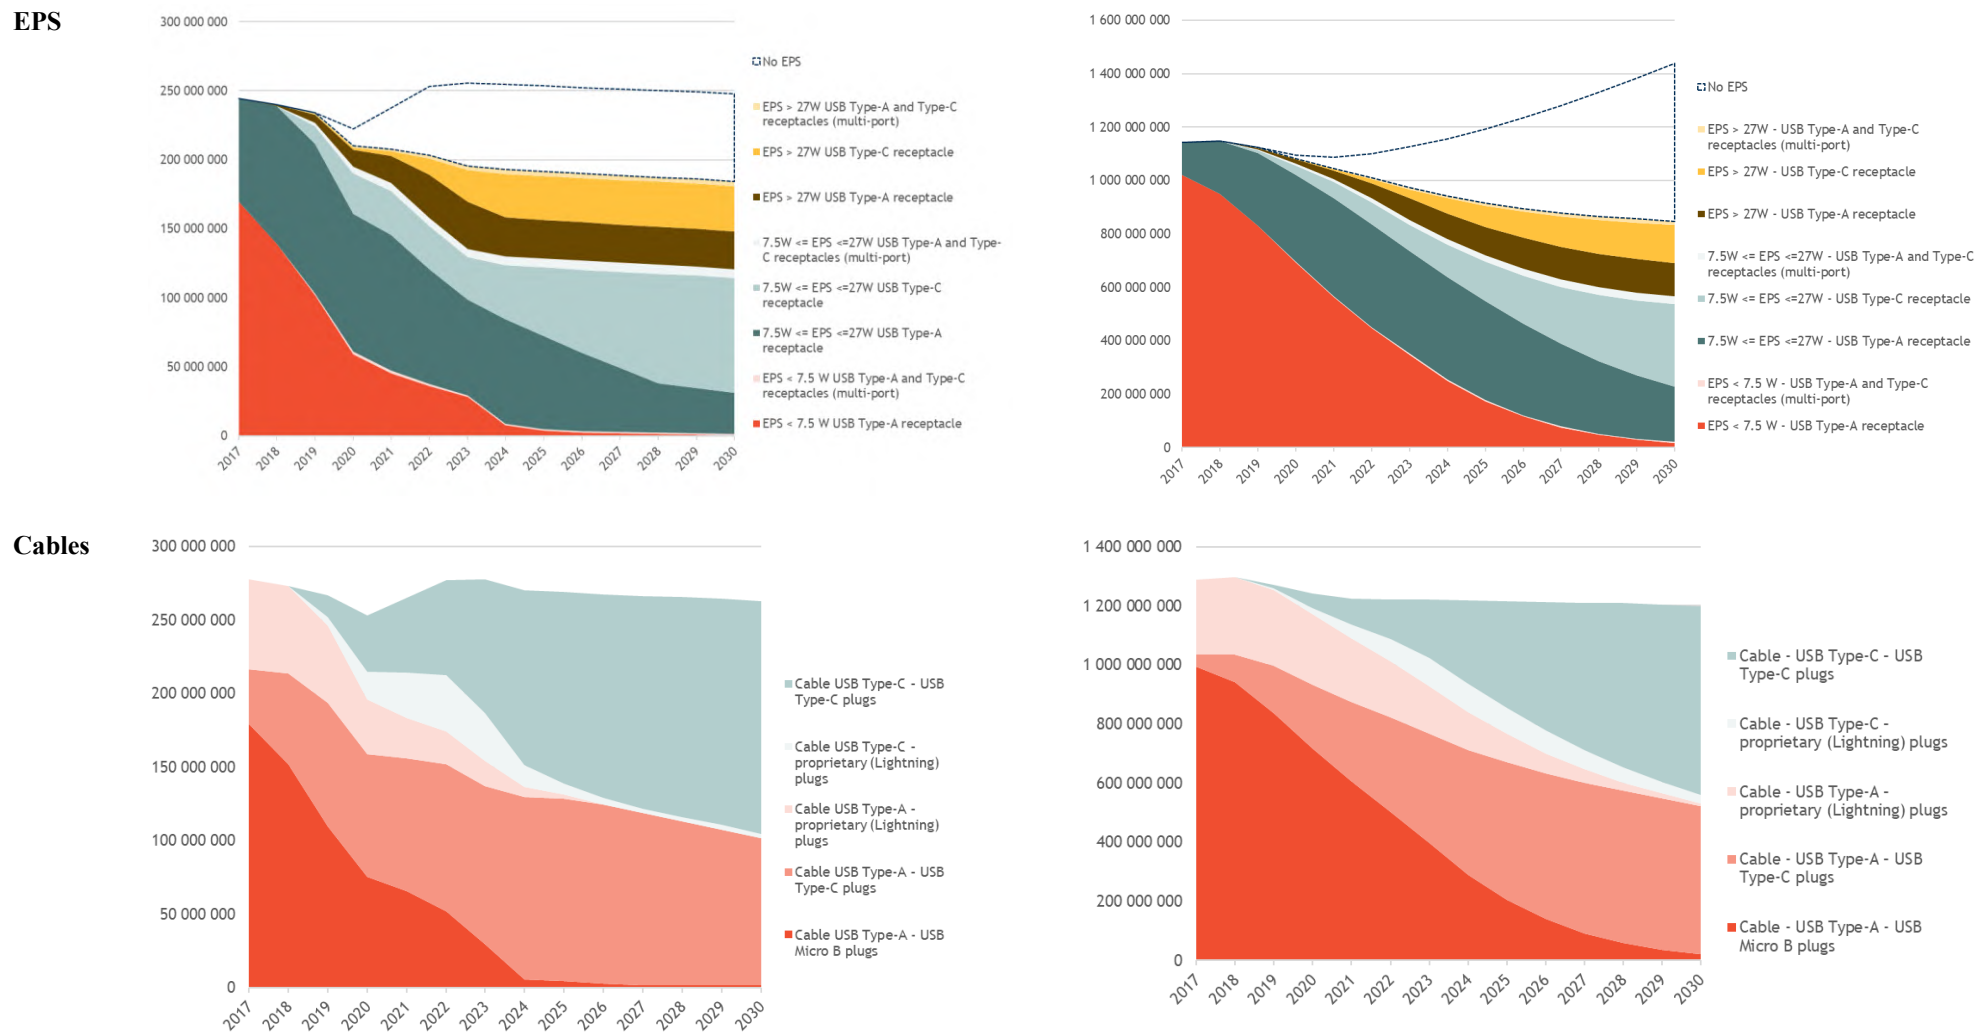 EPS
300 000 000
250 000 000
200 000 000
150 000 000
100 000 000
50 000 000
0
2017
2018
2019
2020
2021
2022
2023
2024
2025
2026
2027
2028
2029
2030
No EPS
EPS > 27W USB Type-A and Type-C
receptacles (multi-port)
EPS > 27W USB Type-C receptacle
EPS > 27W USB Type-A receptacle
7.5W <= EPS <=27W USB Type-A and Type-
C receptacles (multi-port)
7.5W <= EPS <=27W USB Type-C
receptacle
7.5W <= EPS <=27W USB Type-A
receptacle
EPS < 7.5 W USB Type-A and Type-C
receptacles (multi-port)
EPS < 7.5 W USB Type-A receptacle
1 600 000 000
1 400 000 000
1 200 000 000
1 000 000 000
800 000 000
600 000 000
400 000 000
200 000 000
0
2017
2018
2019
2020
2021
2022
2023
2024
2025
2026
2027
2028
2029
2030
No EPS
EPS > 27W - USB Type-A and Type-C
receptacles (multi-port)
EPS > 27W - USB Type-C receptacle
EPS > 27W - USB Type-A receptacle
7.5W <= EPS <=27W - USB Type-A and Type-C
receptacles (multi-port)
7.5W <= EPS <=27W - USB Type-C receptacle
7.5W <= EPS <=27W - USB Type-A receptacle
EPS < 7.5 W - USB Type-A and Type-C
receptacles (multi-port)
EPS < 7.5 W - USB Type-A receptacle
Cables
300 000 000
250 000 000
200 000 000
150 000 000
100 000 000
50 000 000
0
2017
2018
2019
2020
2021
2022
2023
2024
2025
2026
2027
2028
2029
2030
Cable USB Type-C - USB
Type-C plugs
Cable USB Type-C -
proprietary (Lightning)
plugs
Cable USB Type-A -
proprietary (Lightning)
plugs
Cable USB Type-A - USB
Type-C plugs
Cable USB Type-A - USB
Micro B plugs
1 400 000 000
1 200 000 000
1 000 000 000
800 000 000
600 000 000
400 000 000
200 000 000
0
2017
2018
2019
2020
2021
2022
2023
2024
2025
2026
2027
2028
2029
2030
Cable - USB Type-C - USB
Type-C plugs
Cable - USB Type-C -
proprietary (Lightning) plugs
Cable - USB Type-A -
proprietary (Lightning) plugs
Cable - USB Type-A - USB
Type-C plugs
Cable - USB Type-A - USB
Micro B plugs